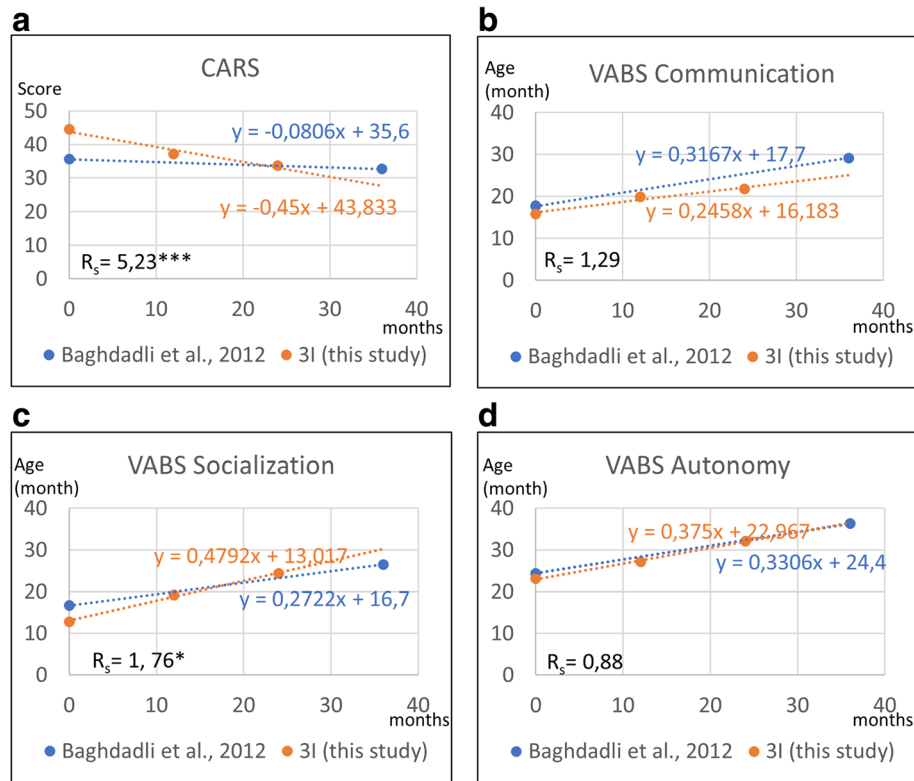 a
CARS
Score
50
40
30
20
10
0
y = -0,0806x + 35,6
y = -0,45x + 43,833
Rs= 5,23***
0 10 20 30 40
months
Baghdadli et al., 2012 3I (this study)
b
VABS Communication
Age
(month)
40
30
20
10
0
y = 0,3167x + 17,7
y = 0,2458x + 16,183
Rs= 1,29
0 10 20 30 40
months
Baghdadli et al., 2012 3I (this study)
c
VABS Socialization
Age
(month)
40
30
20
10
0
y = 0,4792x + 13,017
y = 0,2722x + 16,7
Rs= 1, 76*
0 10 20 30 40
months
Baghdadli et al., 2012 3I (this study)
d
VABS Autonomy
Age
(month)
40
30
20
10
0
y = 0,375x + 22,967
y = 0,3306x + 24,4
Rs= 0,88
0 10 20 30 40
months
Baghdadli et al., 2012 3I (this study)